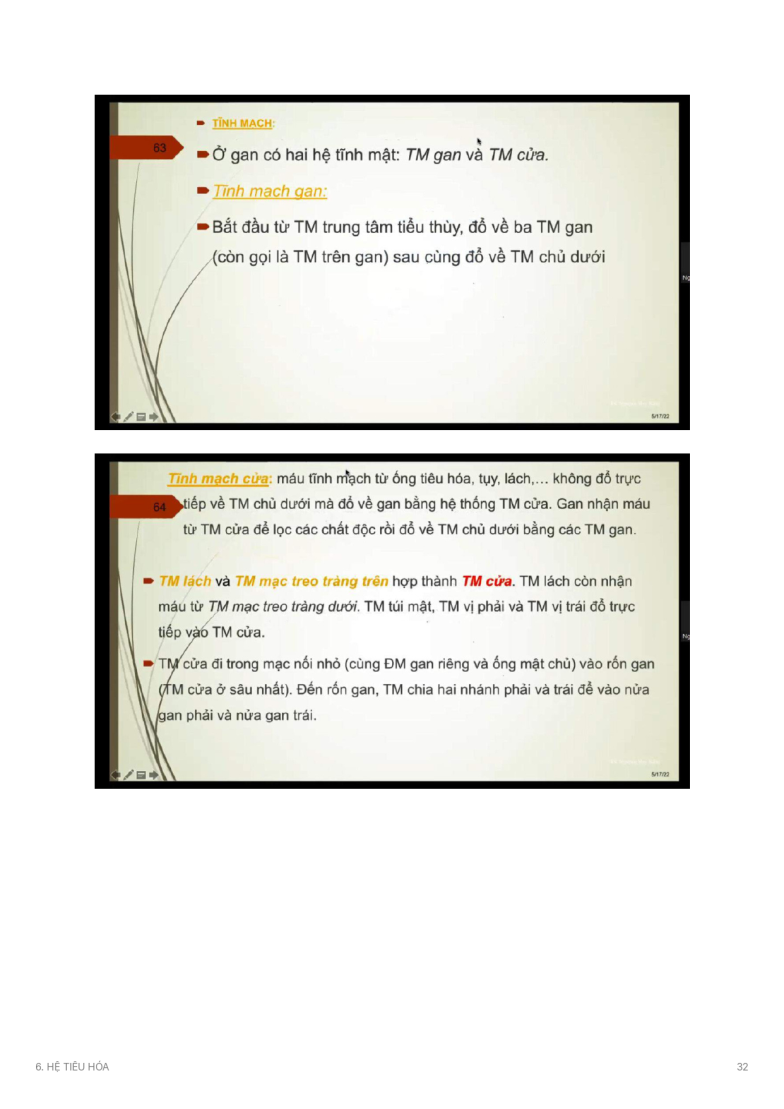 TĨNH MẠCH:
63
Ở gan có hai hệ tĩnh mật: TM gan và TM cửa.
Tĩnh mạch gan:
Bắt đầu từ TM trung tâm tiểu thùy, đổ về ba TM gan
(còn gọi là TM trên gan) sau cùng đổ về TM chủ dưới
Ng
5/17/22
Tĩnh mạch cửa: máu tĩnh mạch từ ống tiêu hóa, tụy, lách,... không đổ trực
64
tiếp về TM chủ dưới mà đổ về gan bằng hệ thống TM cửa. Gan nhận máu
từ TM cửa để lọc các chất độc rồi đổ về TM chủ dưới bằng các TM gan.
TM lách và TM mạc treo tràng trên hợp thành TM cửa. TM lách còn nhận
máu từ TM mạc treo tràng dưới. TM túi mật, TM vị phải và TM vị trái đổ trực
tiếp vào TM cửa.
Ng
TM cửa đi trong mạc nối nhỏ (cùng ĐM gan riêng và ống mật chủ) vào rốn gan
(TM cửa ở sâu nhất). Đến rốn gan, TM chia hai nhánh phải và trái để vào nửa
gan phải và nửa gan trái.
5/17/22
6. HỆ TIÊU HÓA
32